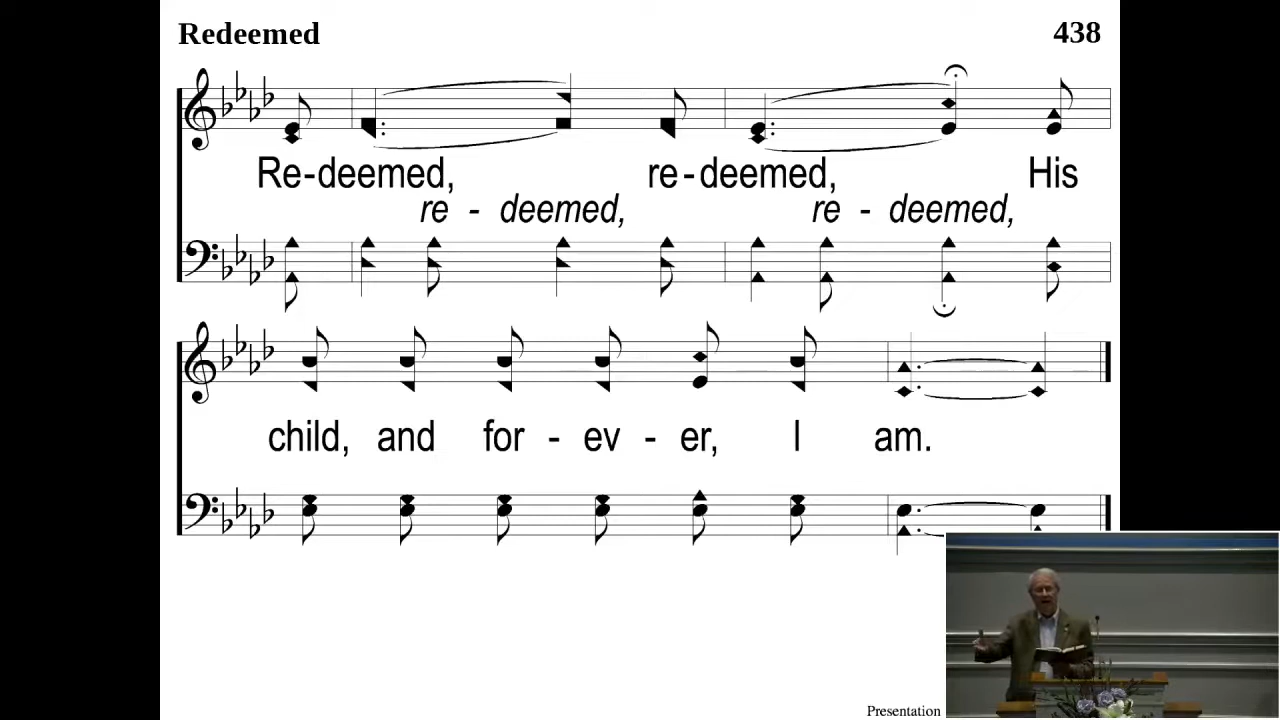 Redeemed 438
Re-deemed, re-deemed, His
re - deemed, re - deemed,
child, and for - ev - er, I am.
Presentation